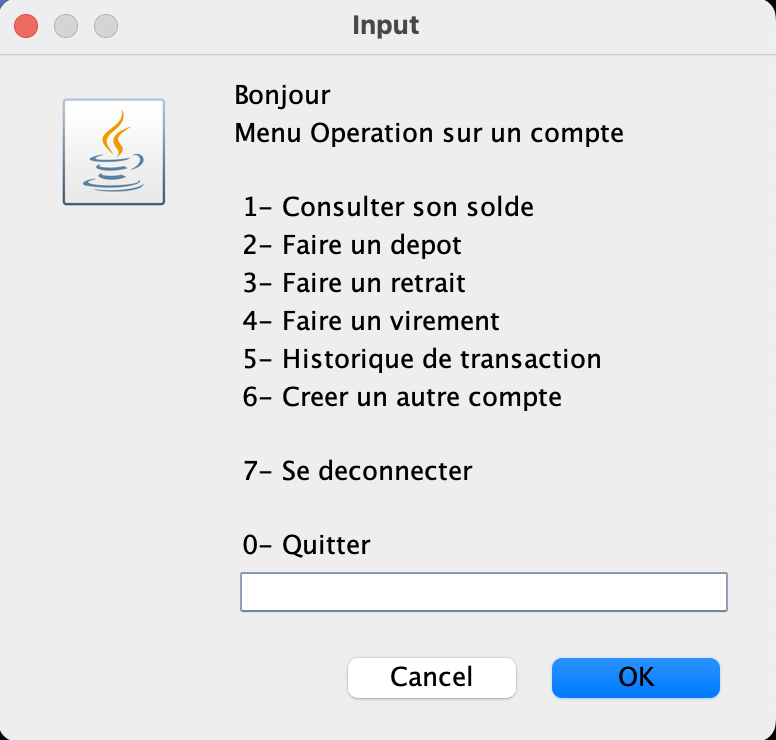 Input
Bonjour
Menu Operation sur un compte
1- Consulter son solde
2- Faire un depot
3- Faire un retrait
4- Faire un virement
5- Historique de transaction
6- Creer un autre compte
7- Se deconnecter
0- Quitter
Cancel
OK